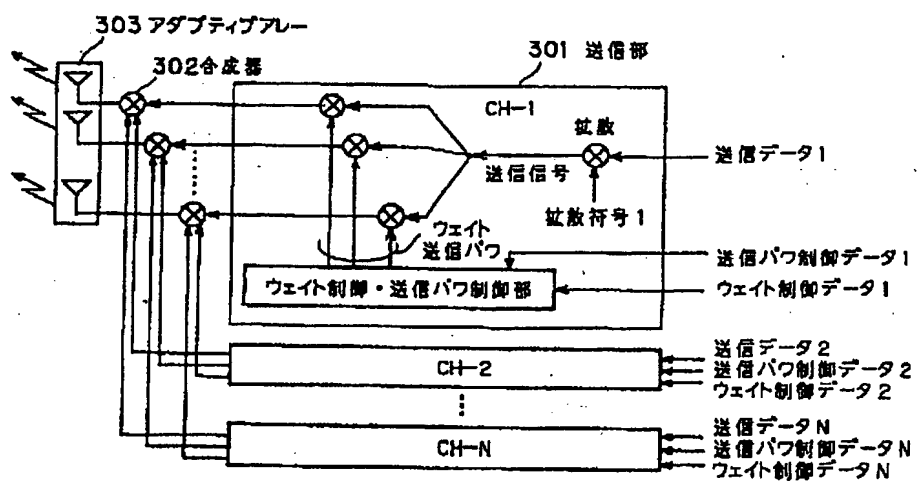 303 アダプティブアレー
302合成器
301 送信部
CH-1
拡散
送信データ1
送信信号
拡散符号1
ウェイト
送信パワ
送信パワ制御データ1
ウェイト制御・送信パワ制御部
ウェイト制御データ1
CH-2
送信データ2
送信パワ制御データ2
ウェイト制御データ2
CH-N
送信データN
送信パワ制御データN
ウェイト制御データN